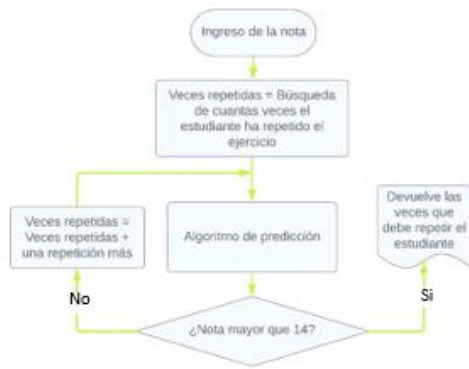 Ingreso de la nota
Veces repetidas = Búsqueda
de cuantas veces el
estudiante ha repetido el
ejercicio
Veces repetidas =
Veces repetidas +
una repetición más
Algoritmo de predicción
Devuelve las
veces que
debe repetir el
estudiante
No
Si
¿Nota mayor que 14?